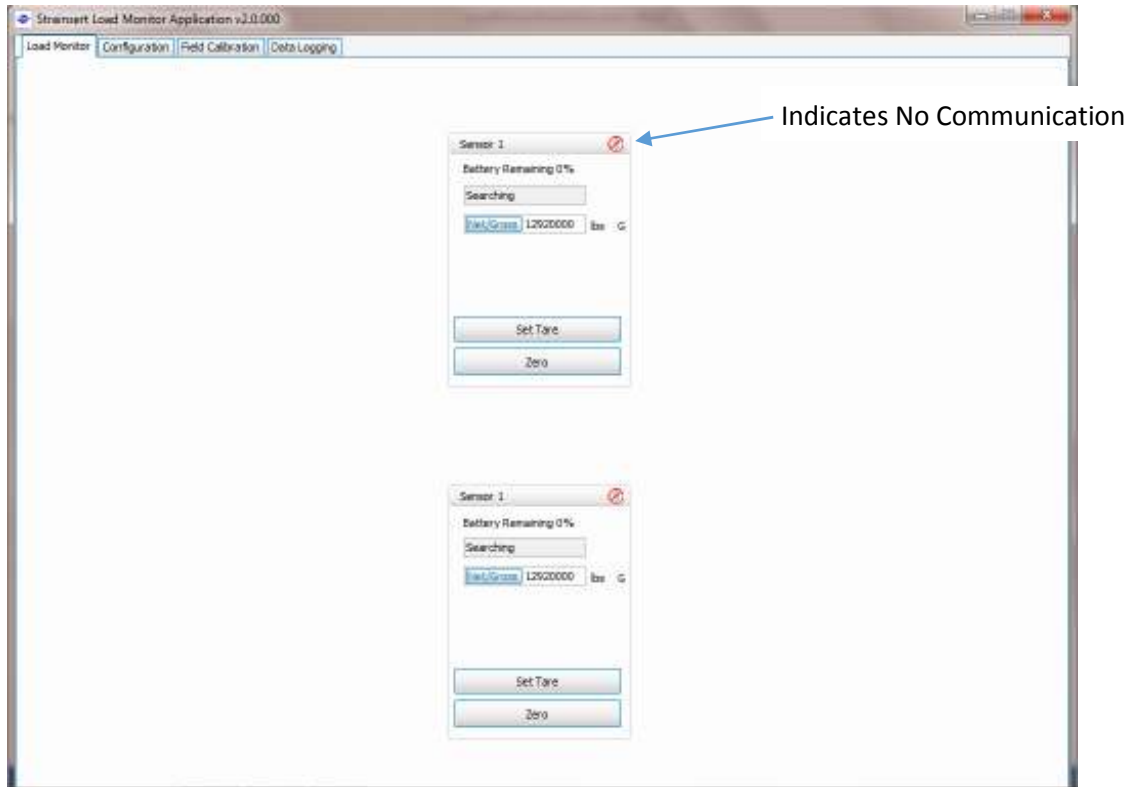 Strainsert Load Monitor Application v2.0.000
Load Monitor Configuration Field Calibration Data Logging
Indicates No Communication
Sensor 1
Battery Remaining 0%
Searching
Net/Gross 12920000 lbs G
Set Tare
Zero
Sensor 1
Battery Remaining 0%
Searching
Net/Gross 12920000 lbs G
Set Tare
Zero